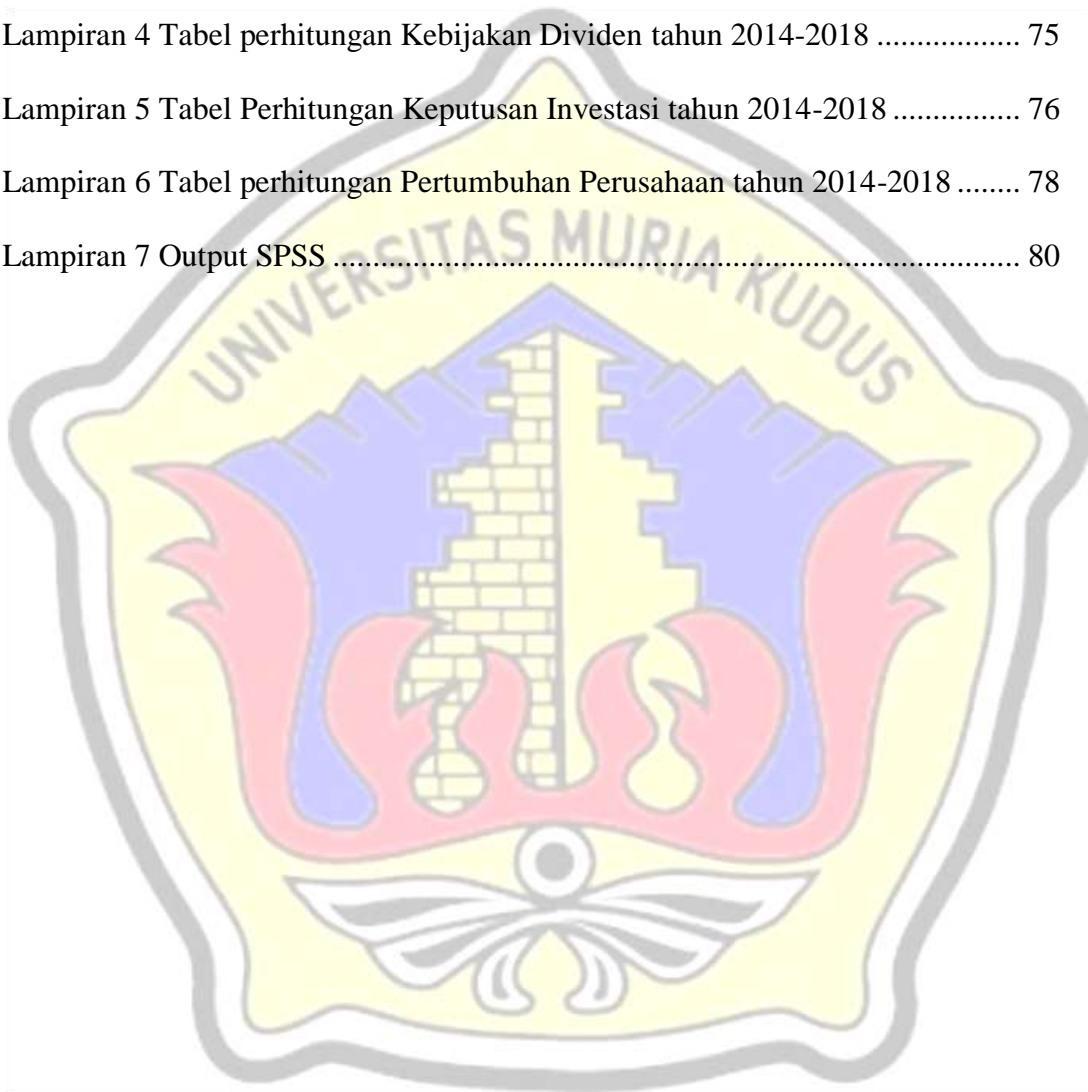 Lampiran 4 Tabel perhitungan Kebijakan Dividen tahun 2014-2018 ................. 75
Lampiran 5 Tabel Perhitungan Keputusan Investasi tahun 2014-2018 ............... 76
Lampiran 6 Tabel perhitungan Pertumbuhan Perusahaan tahun 2014-2018 ........ 78
Lampiran 7 Output SPSS ................................................................................... 80
UNIVERSITAS MURIA KUDUS